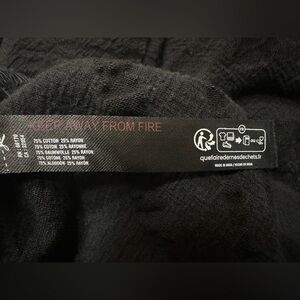 KEEP AWAY FROM FIRE
75% COTTON 25% RAYON
75% COTON 25% RAYONNE
75% BAUMWOLLE 25% RAYON
75% COTONE 25% RAYON
75% ALGODÓN 25% RAYON
FR
quefairedemesdechets.fr
MADE IN INDIA